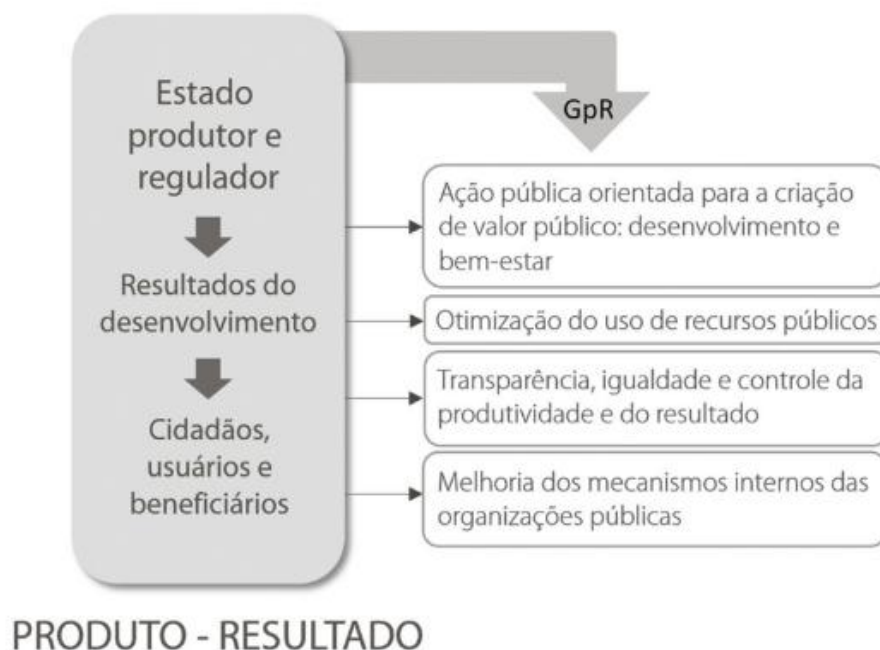 Estado
produtor e
regulador
Resultados do
desenvolvimento
Cidadãos,
usuários e
beneficiários
GpR
Ação pública orientada para a criação
de valor público: desenvolvimento e
bem-estar
Otimização do uso de recursos públicos
Transparência, igualdade e controle da
produtividade e do resultado
Melhoria dos mecanismos internos das
organizações públicas
PRODUTO - RESULTADO